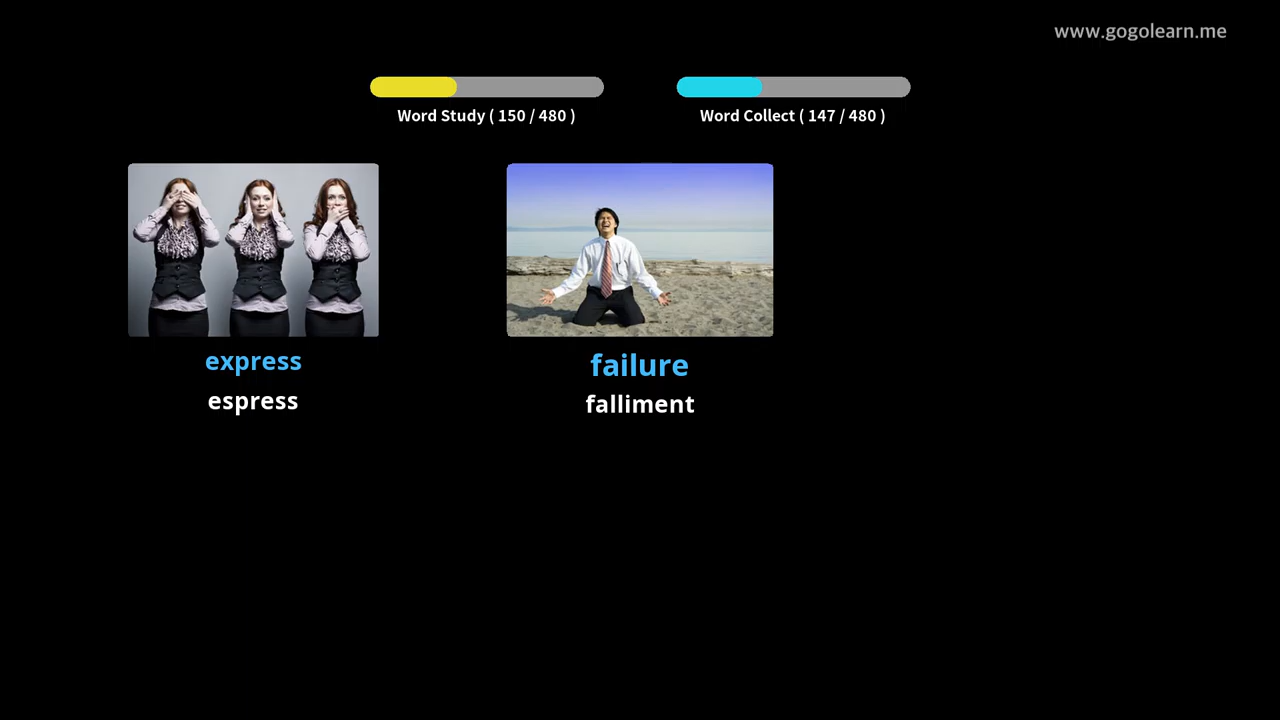 www.gogolearn.me
Word Study ( 150 / 480 )
Word Collect ( 147 / 480 )
express
espress
failure
falliment